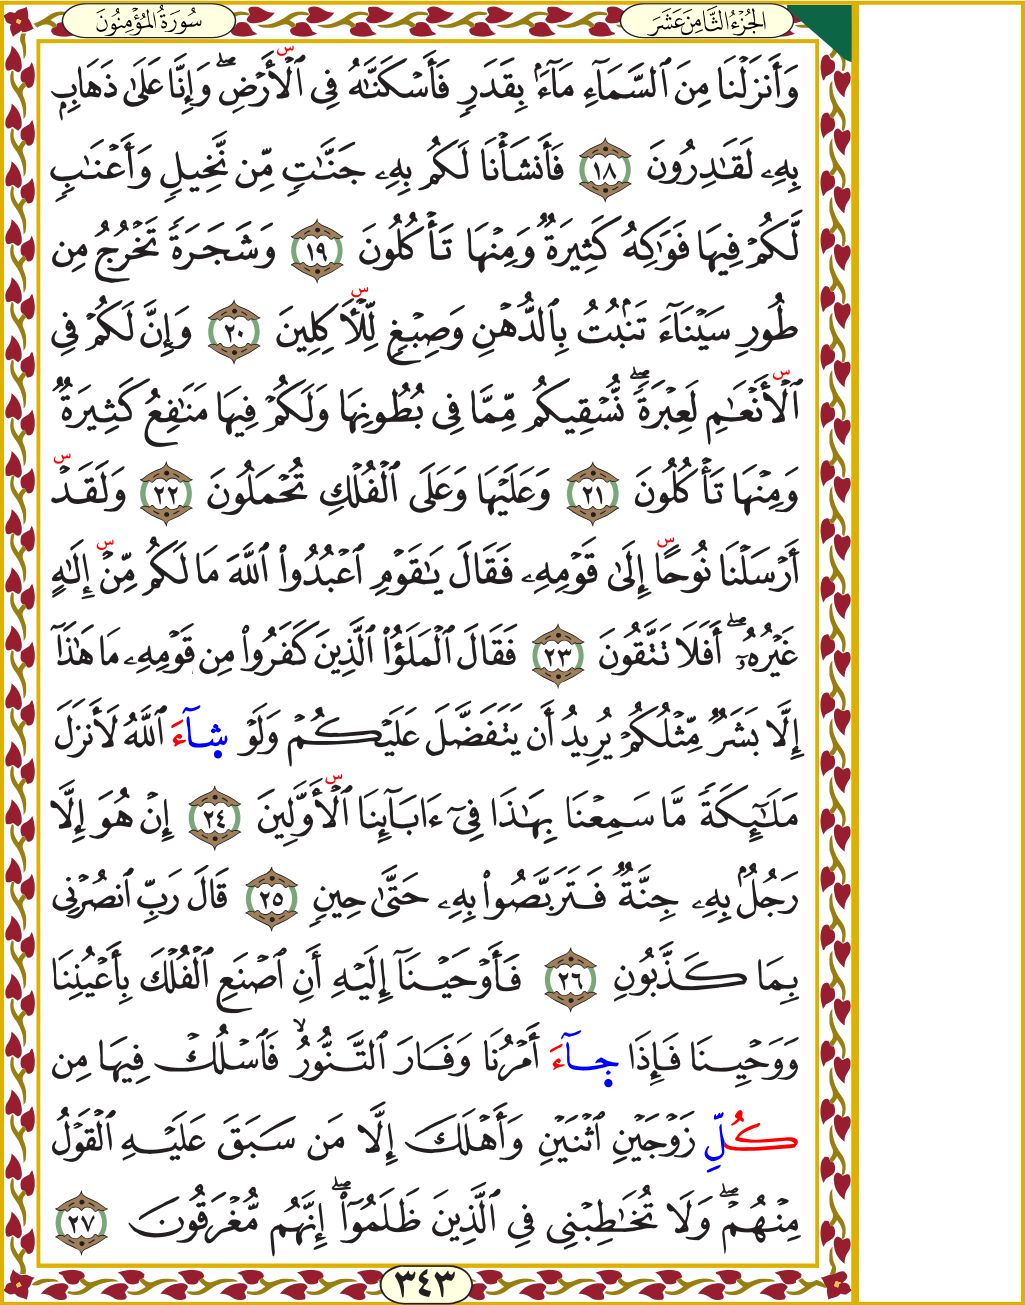 الجُزْءُ الثَّامِنَ عَشَرَ
سُورَةُ المُؤْمِنُونَ
وَأَنزَلْنَا مِنَ ٱلسَّمَآءِ مَآءَۢ بِقَدَرٖ فَأَسْكَنَّٰهُ فِى ٱلْأَرْضِۖ وَإِنَّا عَلَىٰ ذَهَابِۭ
بِهِۦ لَقَٰدِرُونَ ١٨ فَأَنشَأْنَا لَكُم بِهِۦ جَنَّٰتٖ مِّن نَّخِيلٖ وَأَعْنَٰبٖ
لَّكُمْ فِيهَا فَوَٰكِهُ كَثِيرَةٞ وَمِنْهَا تَأْكُلُونَ ١٩ وَشَجَرَةٗ تَخْرُجُ مِن
طُورِ سَيْنَآءَ تَنۢبُتُ بِٱلدُّهْنِ وَصِبْغٖ لِّلْأَكِلِينَ ٢٠ وَإِنَّ لَكُمْ فِى
ٱلْأَنْعَٰمِ لَعِبْرَةٗۖ نُّسْقِيكُم مِّمَّا فِى بُطُونِهَا وَلَكُمْ فِيهَا مَنَٰفِعُ كَثِيرَةٞ
وَمِنْهَا تَأْكُلُونَ ٢١ وَعَلَيْهَا وَعَلَى ٱلْفُلْكِ تُحْمَلُونَ ٢٢ وَلَقَدْ
أَرْسَلْنَا نُوحًا إِلَىٰ قَوْمِهِۦ فَقَالَ يَٰقَوْمِ ٱعْبُدُوا۟ ٱللَّهَ مَا لَكُم مِّنْ إِلَٰهٍ
غَيْرُهُۥٓۖ أَفَلَا تَتَّقُونَ ٢٣ فَقَالَ ٱلْمَلَؤُا۟ ٱلَّذِينَ كَفَرُوا۟ مِن قَوْمِهِۦ مَا هَٰذَآ
إِلَّا بَشَرٞ مِّثْلُكُمْ يُرِيدُ أَن يَتَفَضَّلَ عَلَيْكُمْ وَلَوْ شَآءَ ٱللَّهُ لَأَنزَلَ
مَلَٰٓئِكَةٗ مَّا سَمِعْنَا بِهَٰذَا فِىٓ ءَابَآئِنَا ٱلْأَوَّلِينَ ٢٤ إِنْ هُوَ إِلَّا
رَجُلُۢ بِهِۦ جِنَّةٞ فَتَرَبَّصُوا۟ بِهِۦ حَتَّىٰ حِينٖ ٢٥ قَالَ رَبِّ ٱنصُرْنِى
بِمَا كَذَّبُونِ ٢٦ فَأَوْحَيْنَآ إِلَيْهِ أَنِ ٱصْنَعِ ٱلْفُلْكَ بِأَعْيُنِنَا
وَوَحْيِنَا فَإِذَا جَآءَ أَمْرُنَا وَفَارَ ٱلتَّنُّورُۙ فَٱسْلُكْ فِيهَا مِن
كُلِّ زَوْجَيْنِ ٱثْنَيْنِ وَأَهْلَكَ إِلَّا مَن سَبَقَ عَلَيْهِ ٱلْقَوْلُ
مِنْهُمْۖ وَلَا تُخَٰطِبْنِى فِى ٱلَّذِينَ ظَلَمُوٓا۟ۖ إِنَّهُم مُّغْرَقُونَ ٢٧
٣٤٣